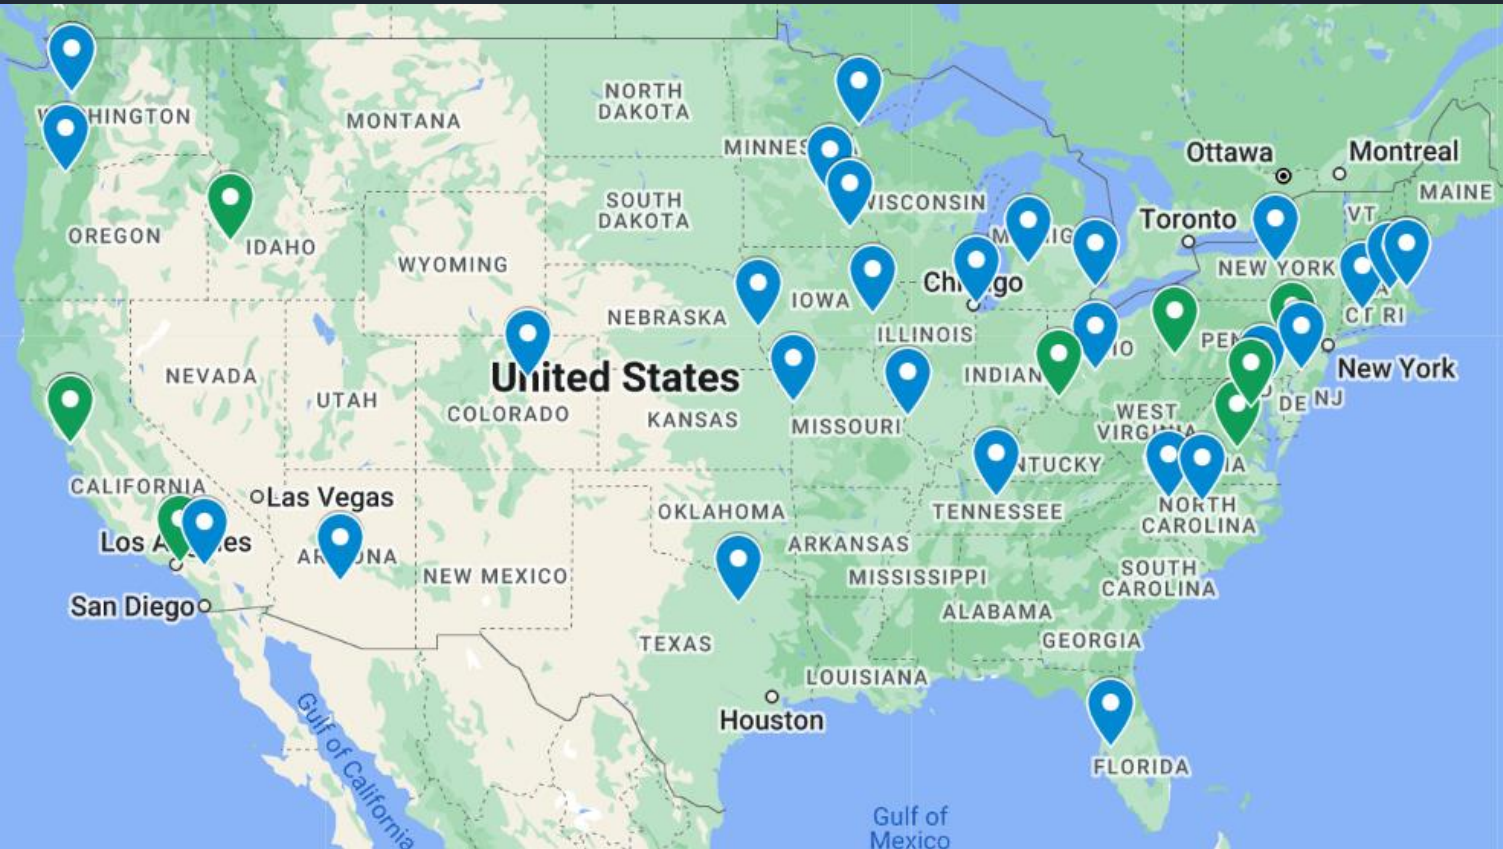 Ottawa
Montreal
NORTH
DAKOTA
MONTANA
MAINE
SOUTH
DAKOTA
VT
Toronto
OREGON
IDAHO
WYOMING
NEW YORK
IOWA
NEBRASKA
CT RI
ILLINOIS
New York
United States
NEVADA
UTAH
COLORADO
KANSAS
MISSOURI
WEST
DE
NJ
CALIFORNIA
Las Vegas
OKLAHOMA
TENNESSEE
NORTH
CAROLINA
ARKANSAS
NEW MEXICO
MISSISSIPPI
SOUTH
CAROLINA
San Diego
ALABAMA
TEXAS
GEORGIA
LOUISIANA
Houston
Gulf of California
FLORIDA
Gulf of
Mexico